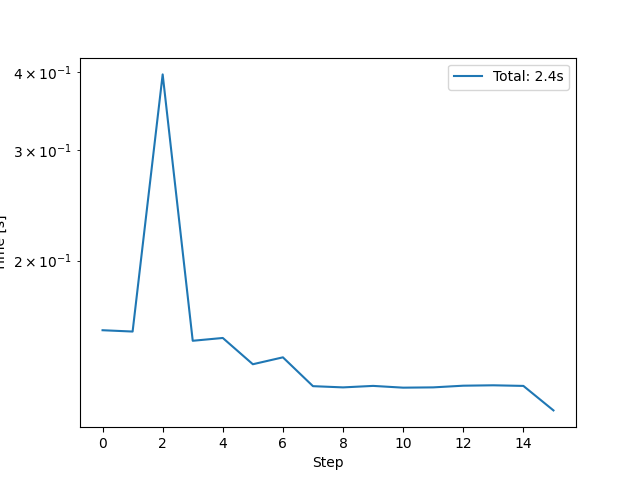 4 × 10⁻¹
3 × 10⁻¹
2 × 10⁻¹
[s]
Total: 2.4s
0 2 4 6 8 10 12 14
Step